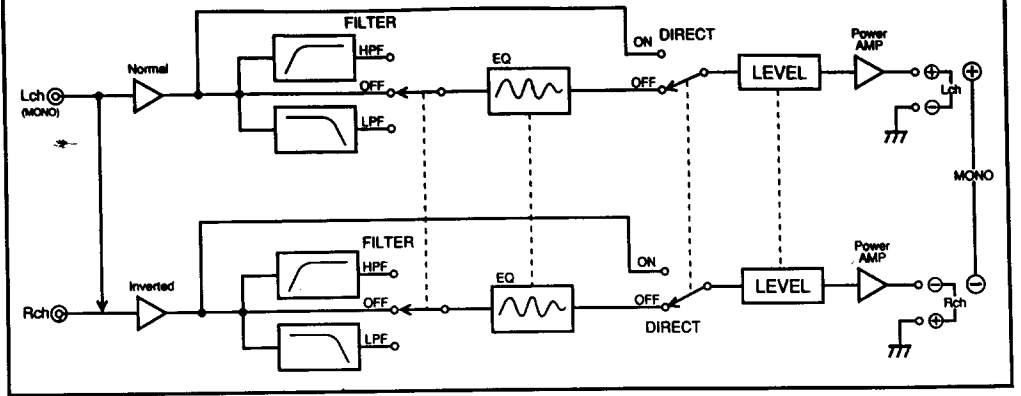 FILTER
HPF
OFF
LPF
Normal
Lch
(MONO)
EQ
ON
DIRECT
OFF
LEVEL
Power
AMP
+
Lch
−
+
MONO
−
FILTER
HPF
OFF
LPF
Inverted
Rch
EQ
ON
OFF
DIRECT
LEVEL
Power
AMP
−
Rch
+